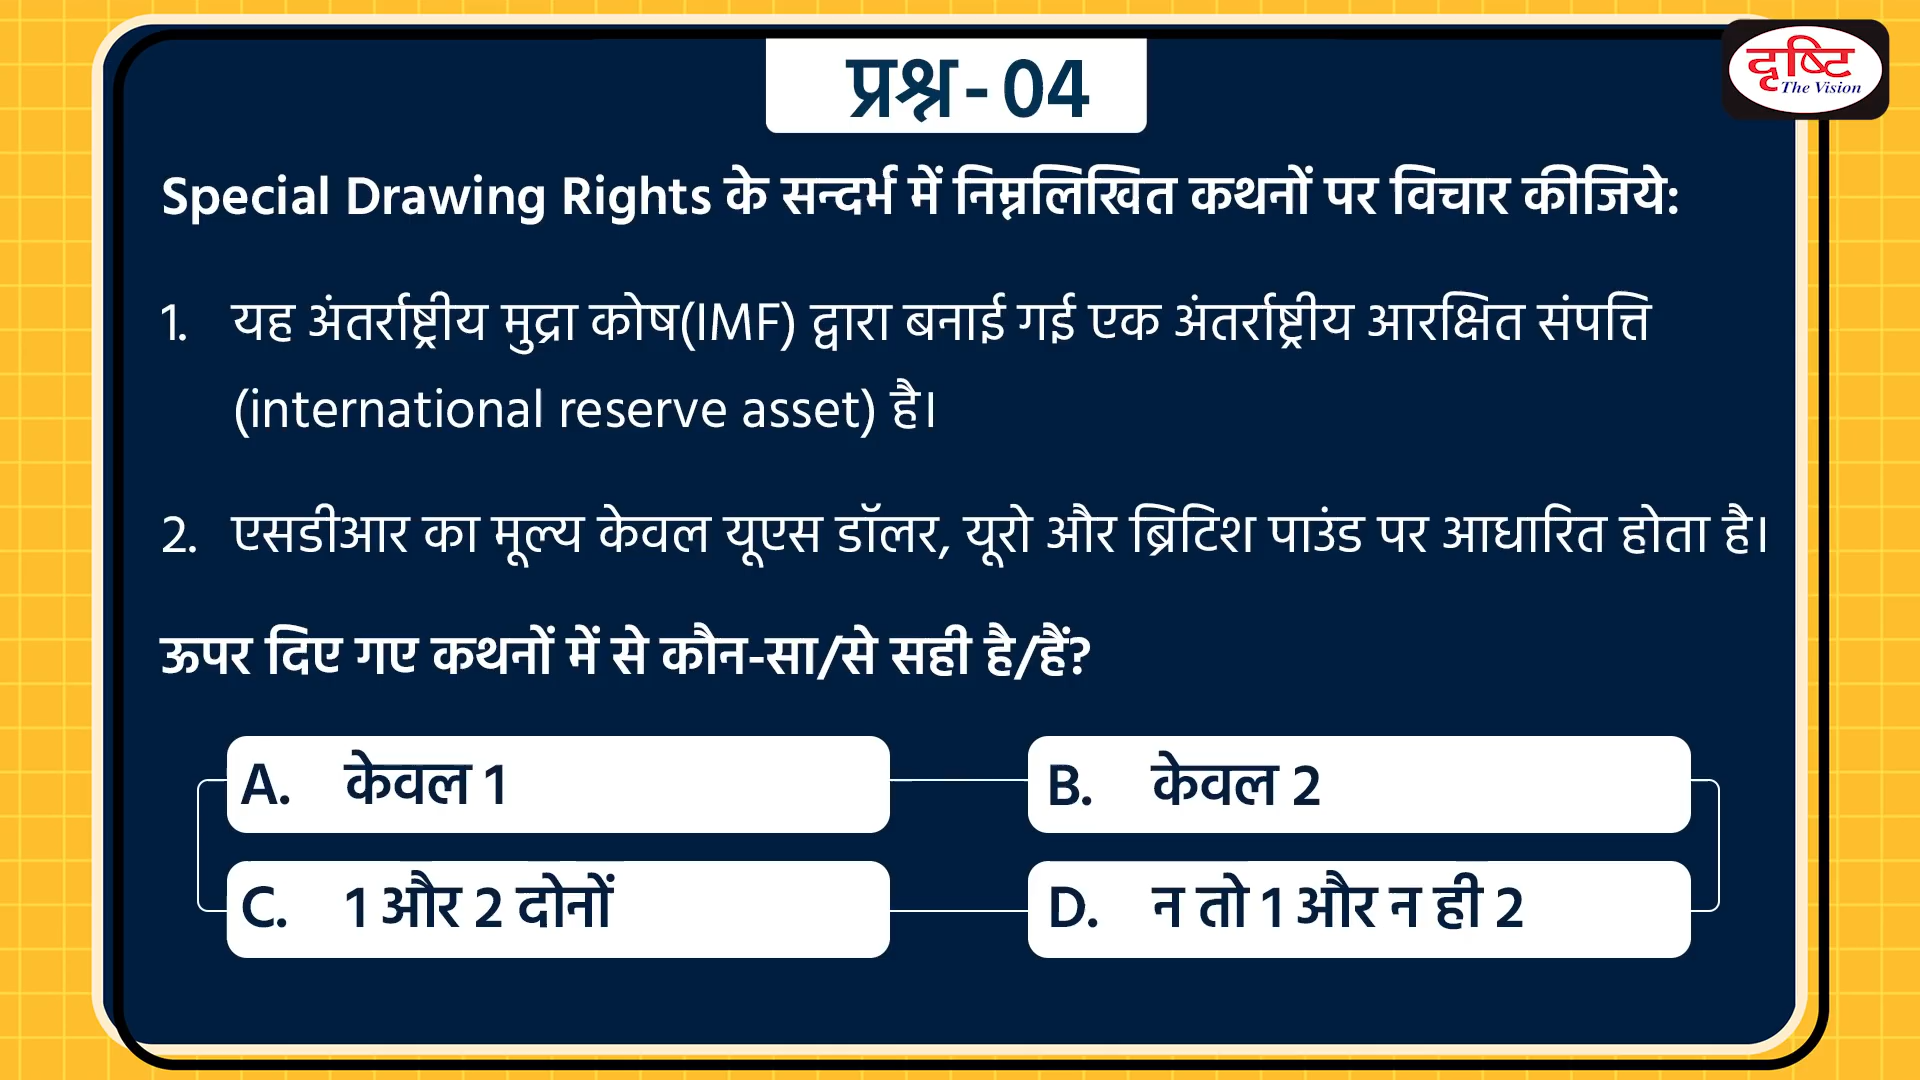 प्रश्न - 04
दृष्टि
The Vision
Special Drawing Rights के सन्दर्भ में निम्नलिखित कथनों पर विचार कीजिये:
1. यह अंतर्राष्ट्रीय मुद्रा कोष(IMF) द्वारा बनाई गई एक अंतर्राष्ट्रीय आरक्षित संपत्ति
(international reserve asset) है।
2. एसडीआर का मूल्य केवल यूएस डॉलर, यूरो और ब्रिटिश पाउंड पर आधारित होता है।
ऊपर दिए गए कथनों में से कौन-सा/से सही है/हैं?
A. केवल 1
B. केवल 2
C. 1 और 2 दोनों
D. न तो 1 और न ही 2